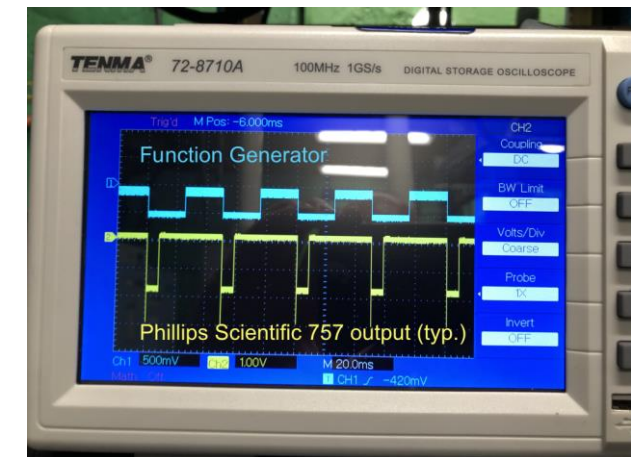 TENMA® 72-8710A 100MHz 1GS/s DIGITAL STORAGE OSCILLOSCOPE
Trig'd M Pos: -6.000ms CH2
Coupling
DC
Function Generator
BW Limit
OFF
Volts/Div
Coarse
Probe
1X
Invert
OFF
Phillips Scientific 757 output (typ.)
Ch1 500mV Ch2 1.00V M 20.0ms
Math: Off CH1 -420mV